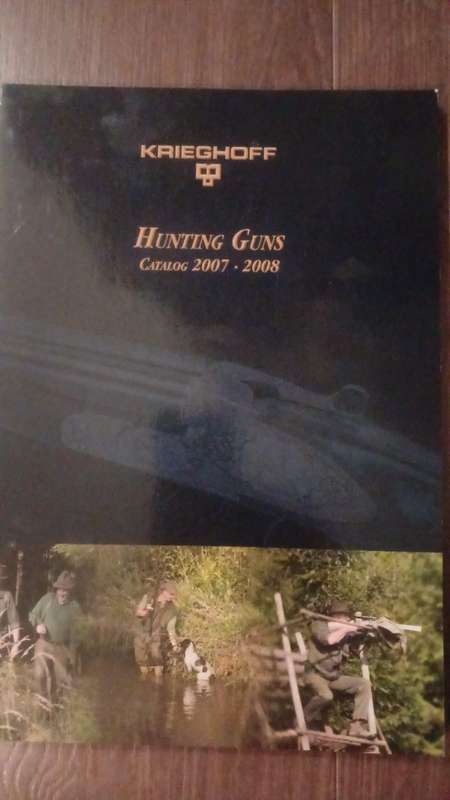 KRIEGHOFF
HUNTING GUNS
CATALOG 2007 · 2008